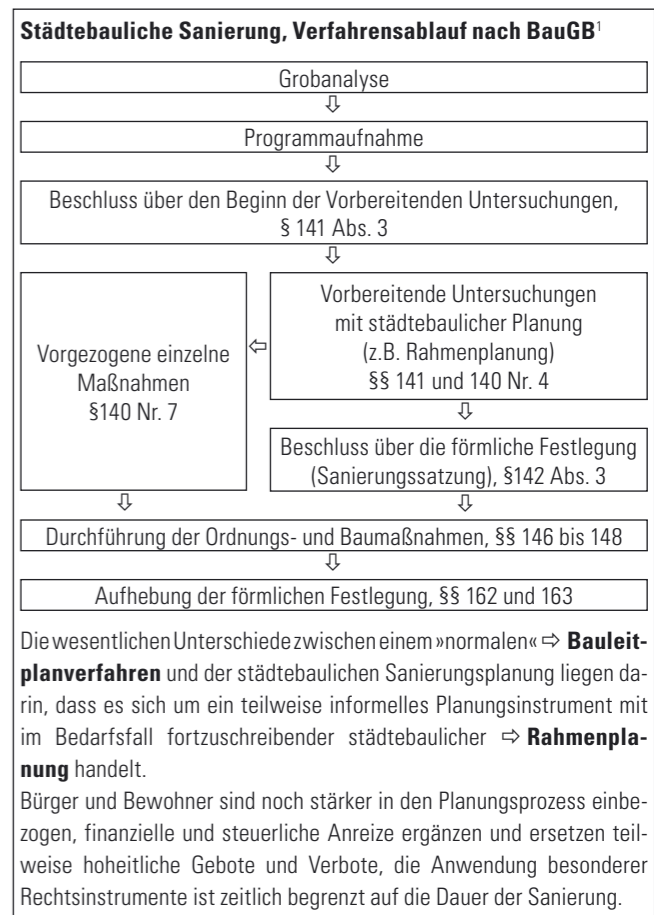 Städtebauliche Sanierung, Verfahrensablauf nach BauGB¹
Grobanalyse
⇩
Programmaufnahme
⇩
Beschluss über den Beginn der Vorbereitenden Untersuchungen,
§ 141 Abs. 3
⇩
Vorgezogene einzelne
Maßnahmen
§140 Nr. 7
⇦
Vorbereitende Untersuchungen
mit städtebaulicher Planung
(z.B. Rahmenplanung)
§§ 141 und 140 Nr. 4
⇩
Beschluss über die förmliche Festlegung
(Sanierungssatzung), §142 Abs. 3
⇩ ⇩
Durchführung der Ordnungs- und Baumaßnahmen, §§ 146 bis 148
⇩
Aufhebung der förmlichen Festlegung, §§ 162 und 163
Die wesentlichen Unterschiede zwischen einem »normalen« ⇨ Bauleit-
planverfahren und der städtebaulichen Sanierungsplanung liegen da-
rin, dass es sich um ein teilweise informelles Planungsinstrument mit
im Bedarfsfall fortzuschreibender städtebaulicher ⇨ Rahmenpla-
nung handelt.
Bürger und Bewohner sind noch stärker in den Planungsprozess einbe-
zogen, finanzielle und steuerliche Anreize ergänzen und ersetzen teil-
weise hoheitliche Gebote und Verbote, die Anwendung besonderer
Rechtsinstrumente ist zeitlich begrenzt auf die Dauer der Sanierung.